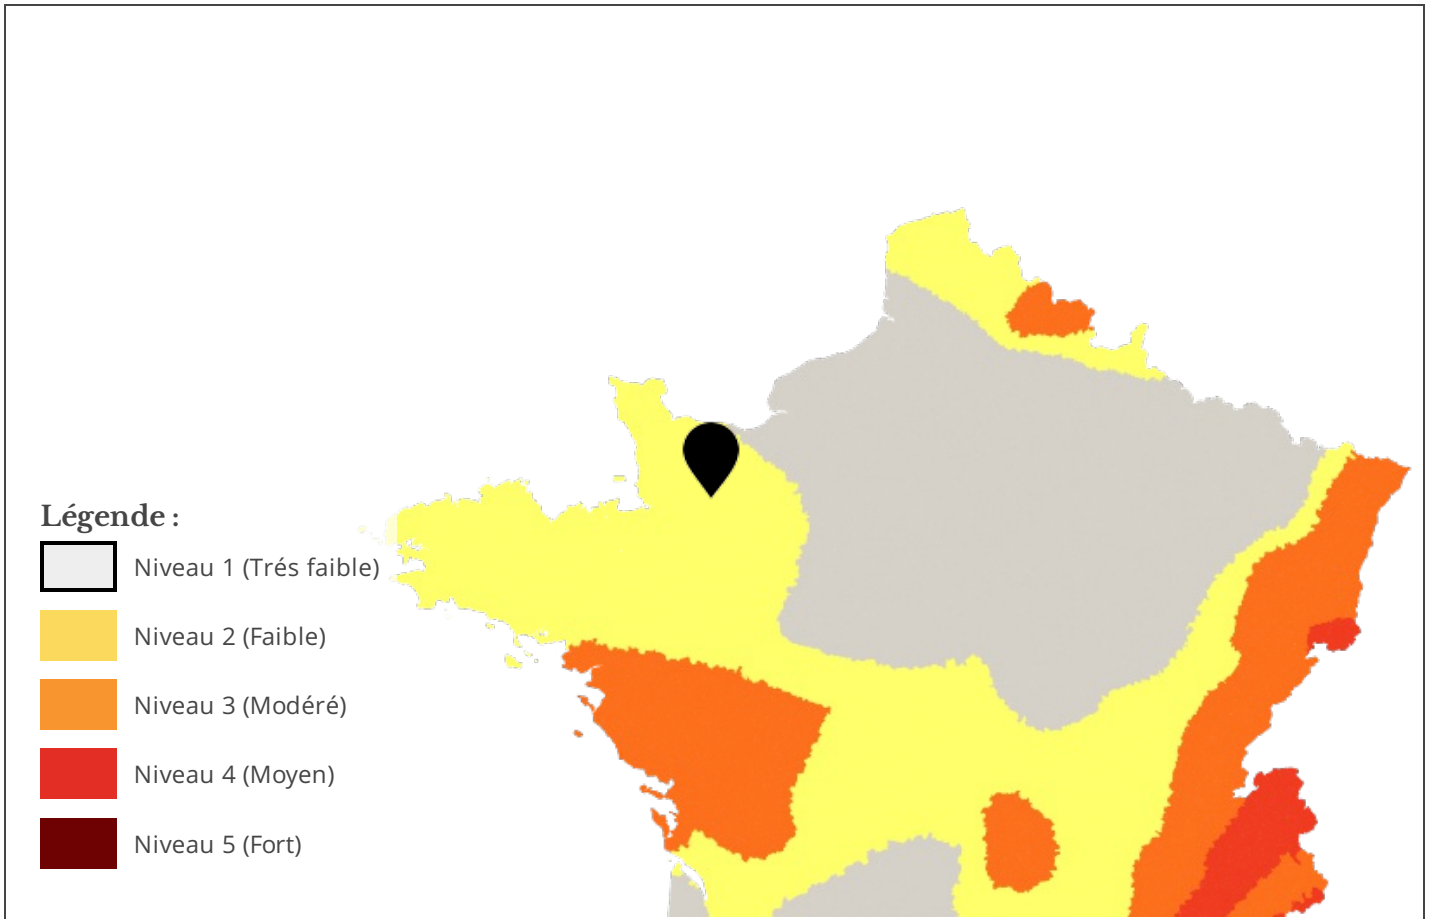 Légende :
Niveau 1 (Trés faible)
Niveau 2 (Faible)
Niveau 3 (Modéré)
Niveau 4 (Moyen)
Niveau 5 (Fort)